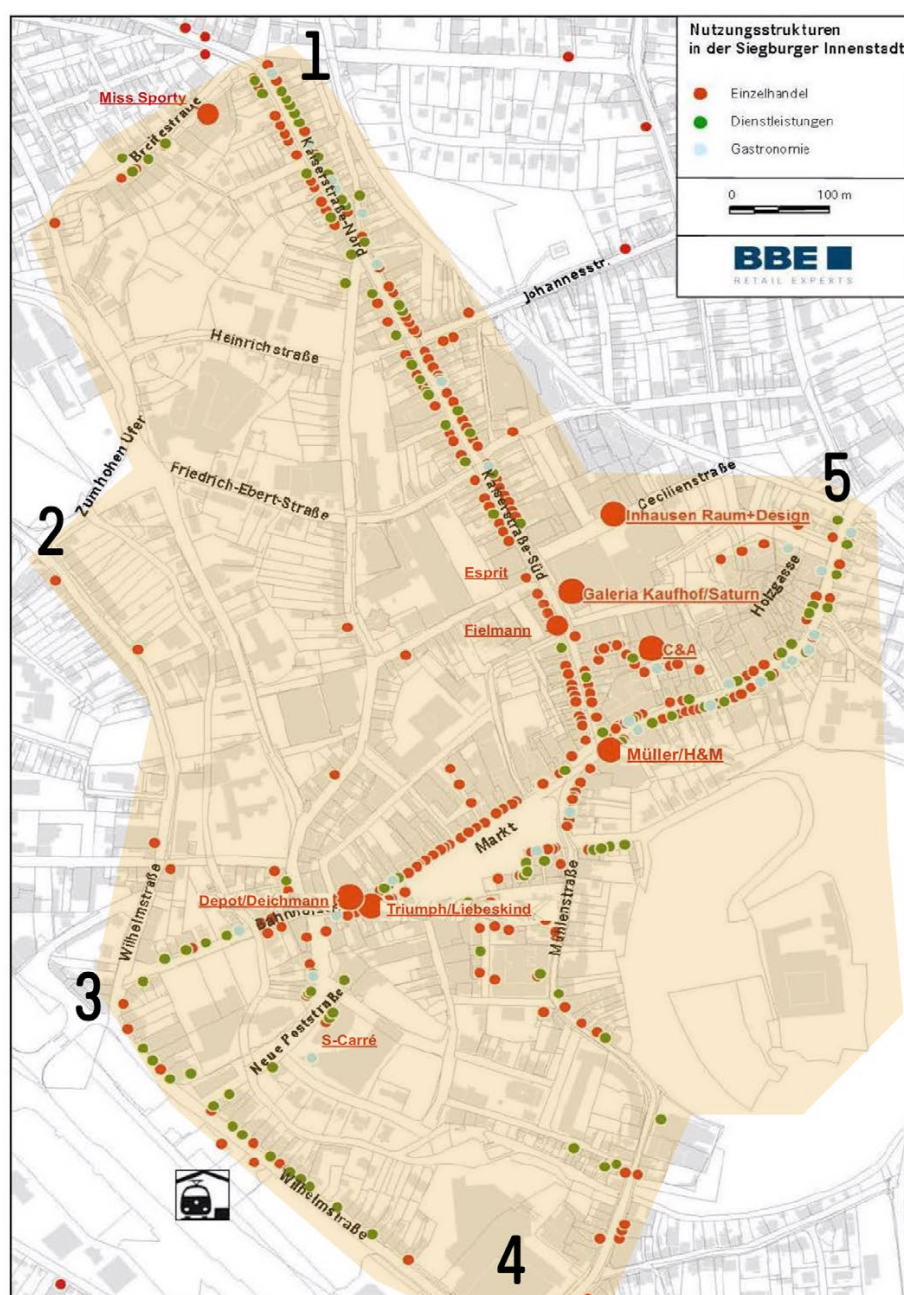 Nutzungsstrukturen
in der Siegburger Innenstadt
Einzelhandel
Dienstleistungen
Gastronomie
0 100 m
BBE
RETAIL EXPERTS
1
Miss Sporty
Breitestraße
Kaiserstraße-Nord
Johannesstr.
Heinrichstraße
Zumhohen Ufer
Friedrich-Ebert-Straße
2
Cecilienstraße
5
Inhausen Raum+Design
Kaiserstraße-Süd
Esprit
Galeria Kaufhof/Saturn
Holzgasse
Fielmann
C&A
Müller/H&M
Markt
Mühlenstraße
Wilhelmstraße
Depot/Deichmann
Triumph/Liebeskind
3
Neue Poststraße
S-Carré
Wilhelmstraße
4